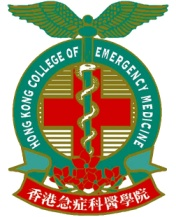 HONG KONG COLLEGE OF EMERGENCY MEDICINE
香港急症科醫學院